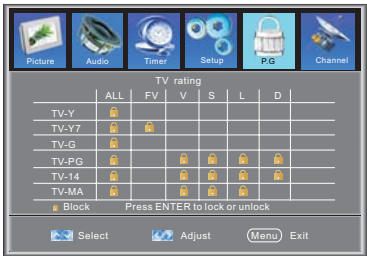 Picture Audio Timer Setup P.G Channel
TV rating
ALL FV V S L D
TV-Y
TV-Y7
TV-G
TV-PG
TV-14
TV-MA
Block Press ENTER to lock or unlock
Select Adjust Menu Exit